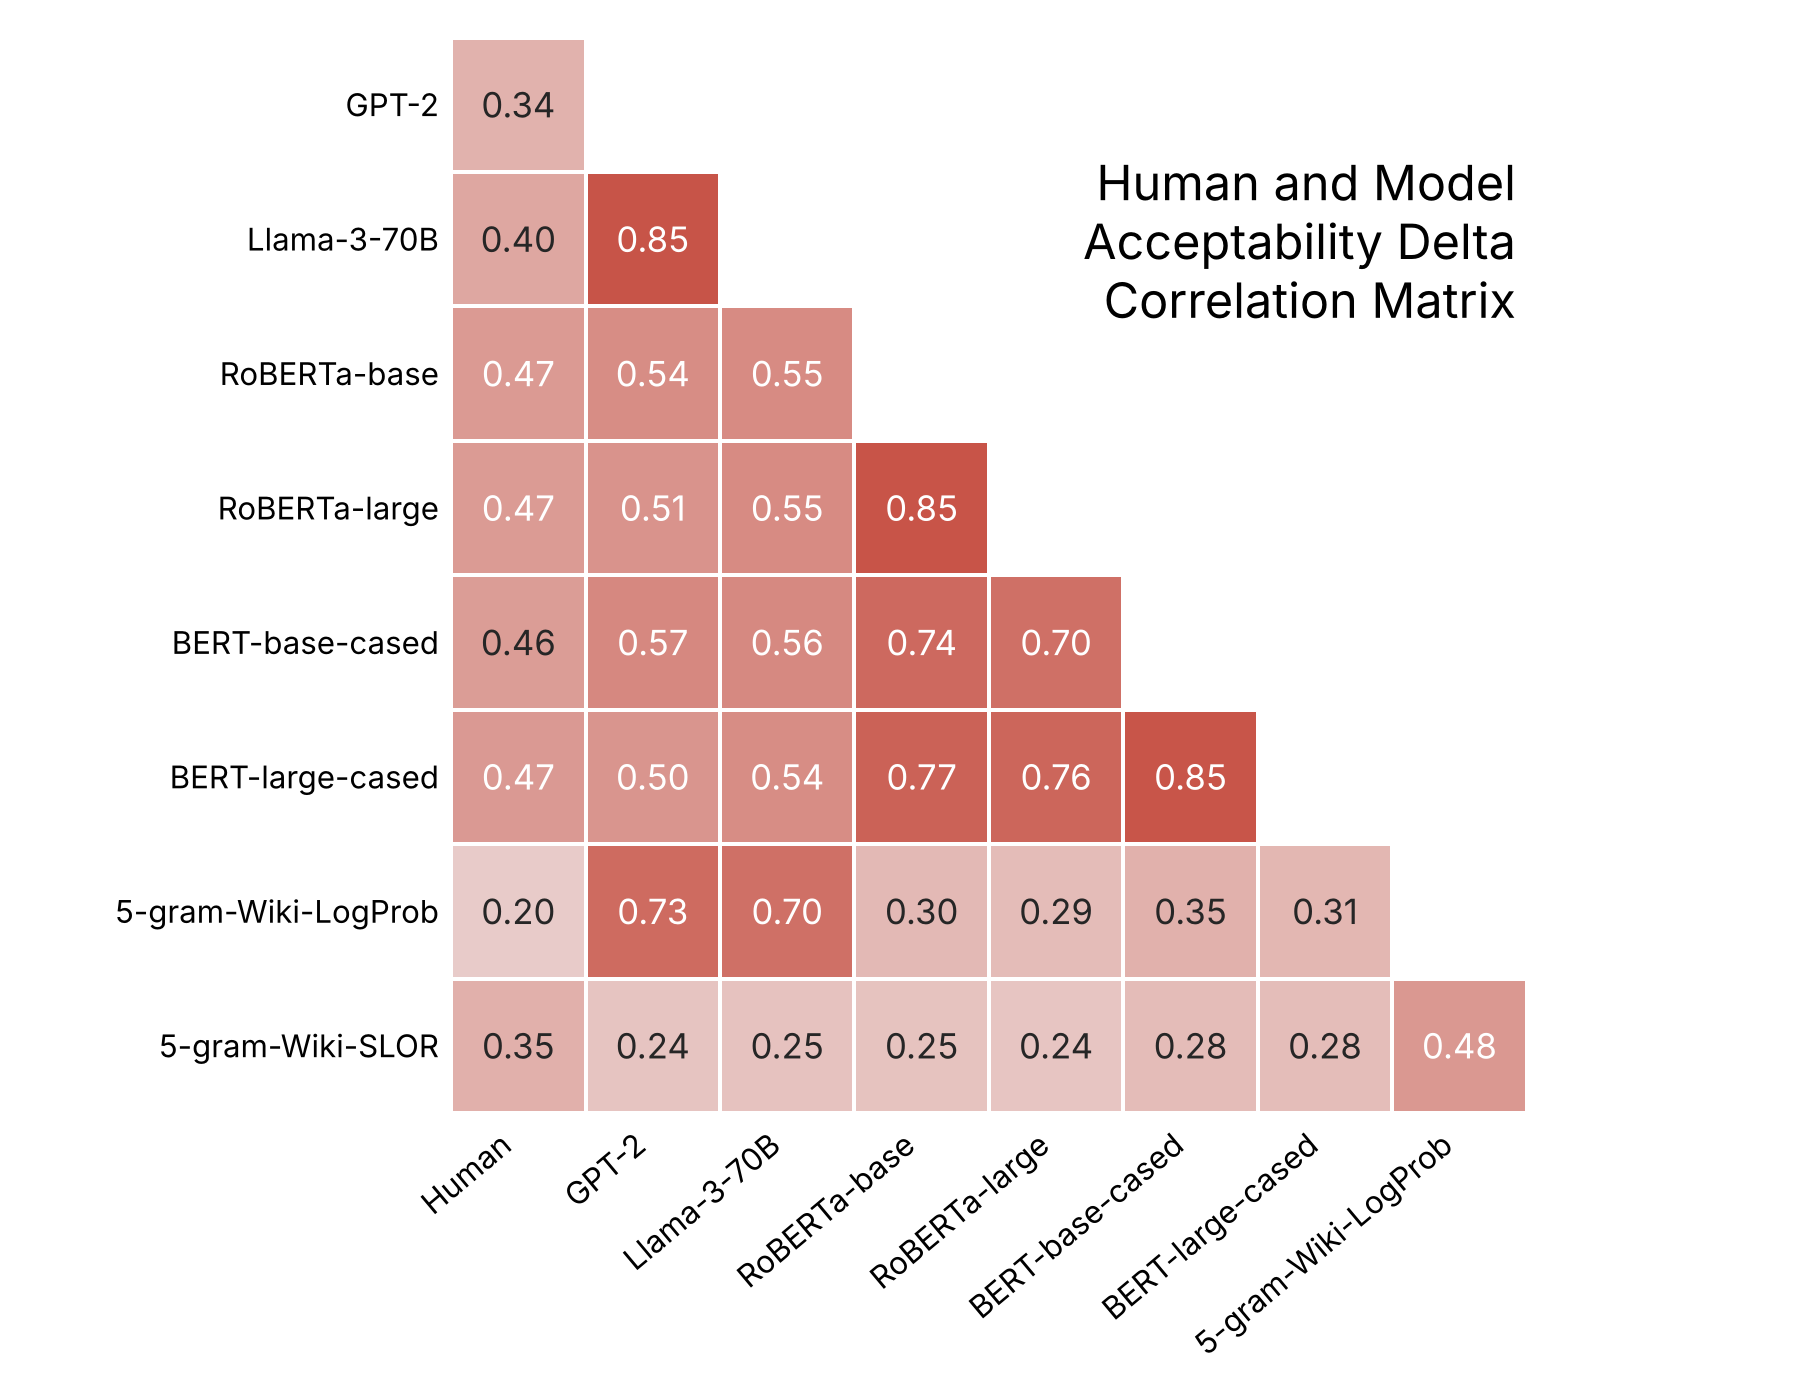 GPT-2 0.34
Human and Model
Acceptability Delta
Correlation Matrix
Llama-3-70B 0.40 0.85
RoBERTa-base 0.47 0.54 0.55
RoBERTa-large 0.47 0.51 0.55 0.85
BERT-base-cased 0.46 0.57 0.56 0.74 0.70
BERT-large-cased 0.47 0.50 0.54 0.77 0.76 0.85
5-gram-Wiki-LogProb 0.20 0.73 0.70 0.30 0.29 0.35 0.31
5-gram-Wiki-SLOR 0.35 0.24 0.25 0.25 0.24 0.28 0.28 0.48
Human
GPT-2
Llama-3-70B
RoBERTa-base
RoBERTa-large
BERT-base-cased
BERT-large-cased
5-gram-Wiki-LogProb